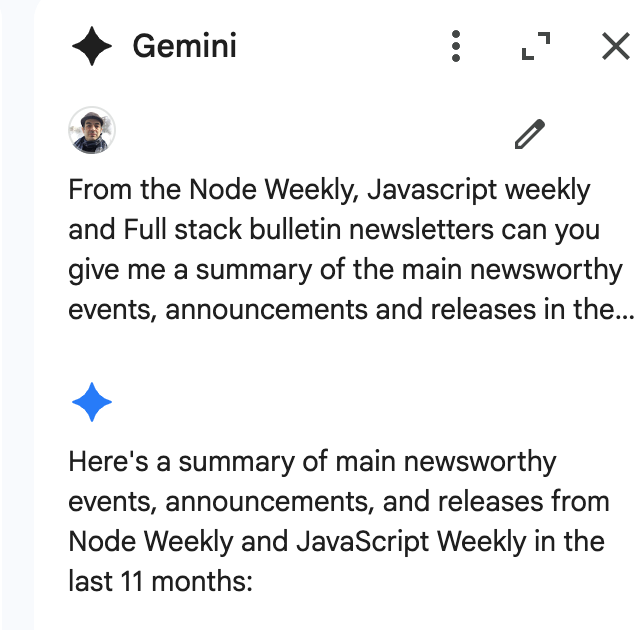 Gemini
From the Node Weekly, Javascript weekly
and Full stack bulletin newsletters can you
give me a summary of the main newsworthy
events, announcements and releases in the...
Here's a summary of main newsworthy
events, announcements, and releases from
Node Weekly and JavaScript Weekly in the
last 11 months: